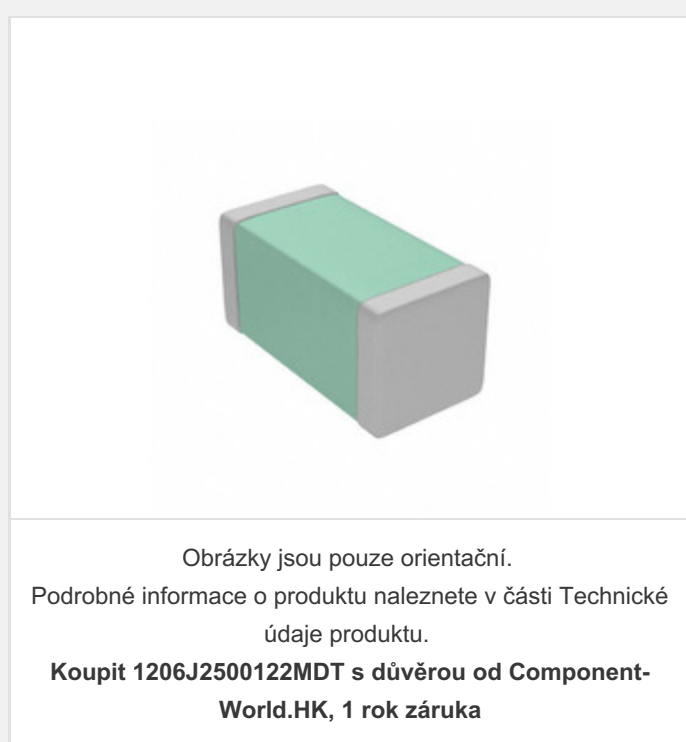 Obrázky jsou pouze orientační.
Podrobné informace o produktu naleznete v části Technické
údaje produktu.
Koupit 1206J2500122MDT s důvěrou od Component-
World.HK, 1 rok záruka